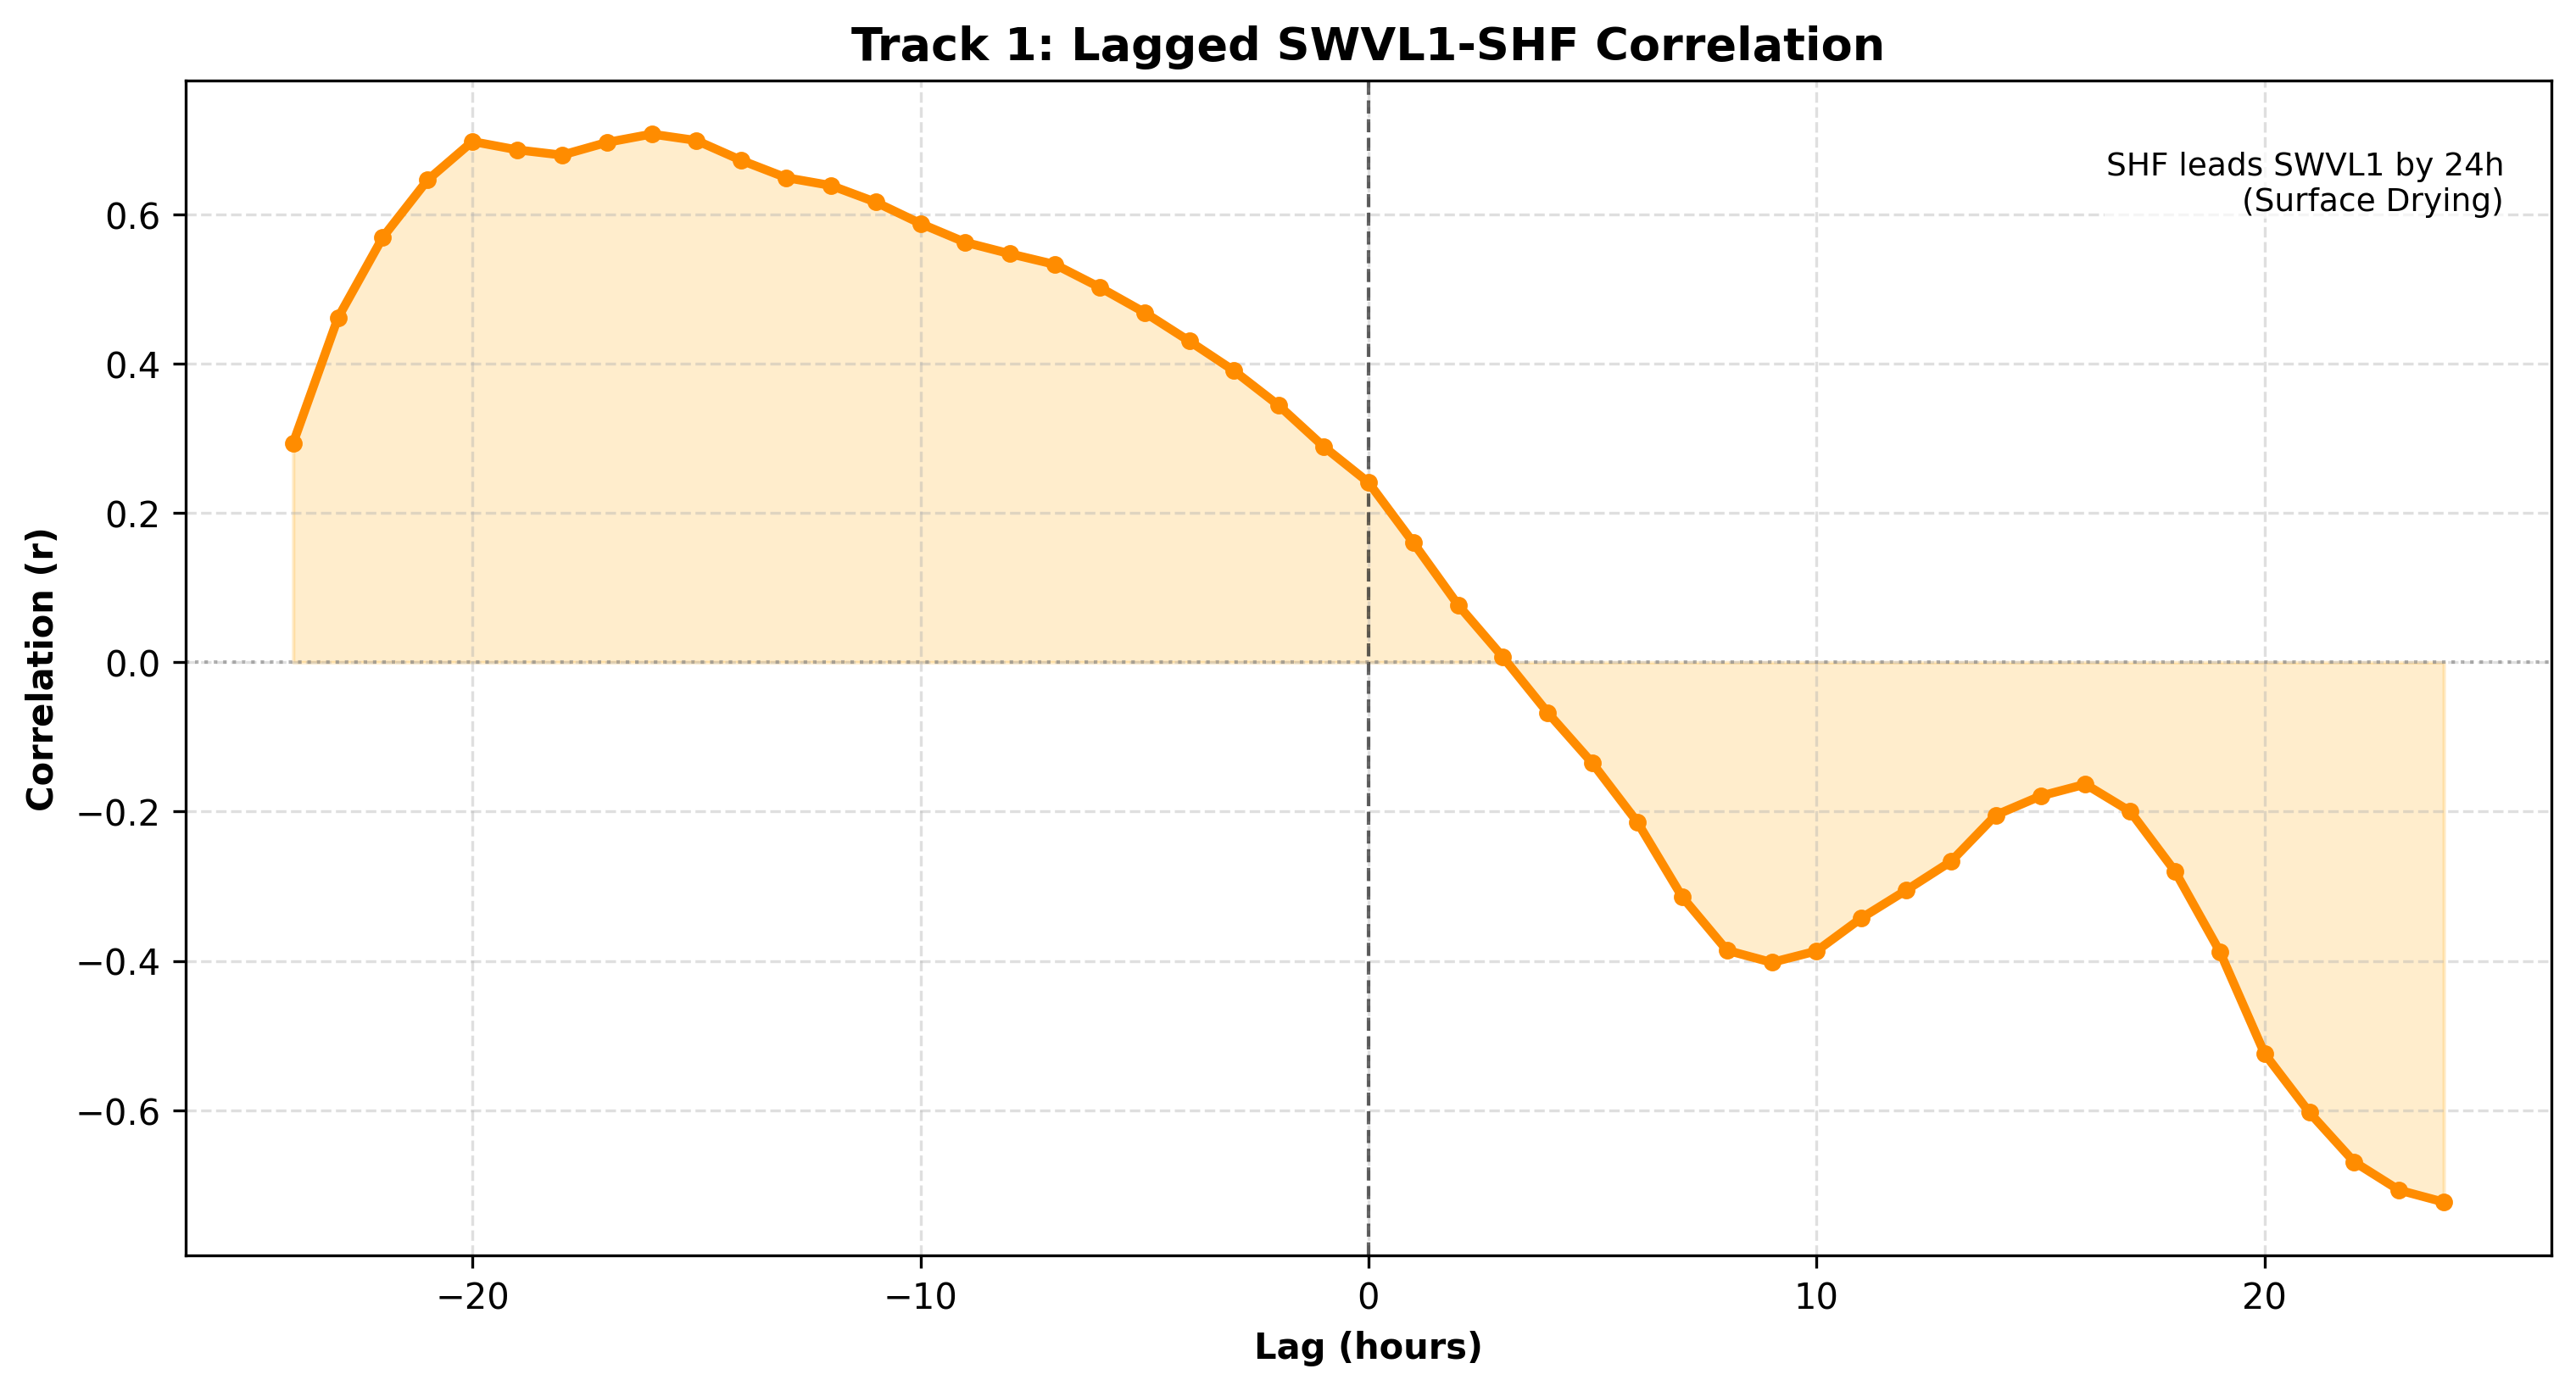 Track 1: Lagged SWVL1-SHF Correlation
SHF leads SWVL1 by 24h
(Surface Drying)
Correlation (r)
0.6
0.4
0.2
0.0
−0.2
−0.4
−0.6
−20
−10
0
10
20
Lag (hours)